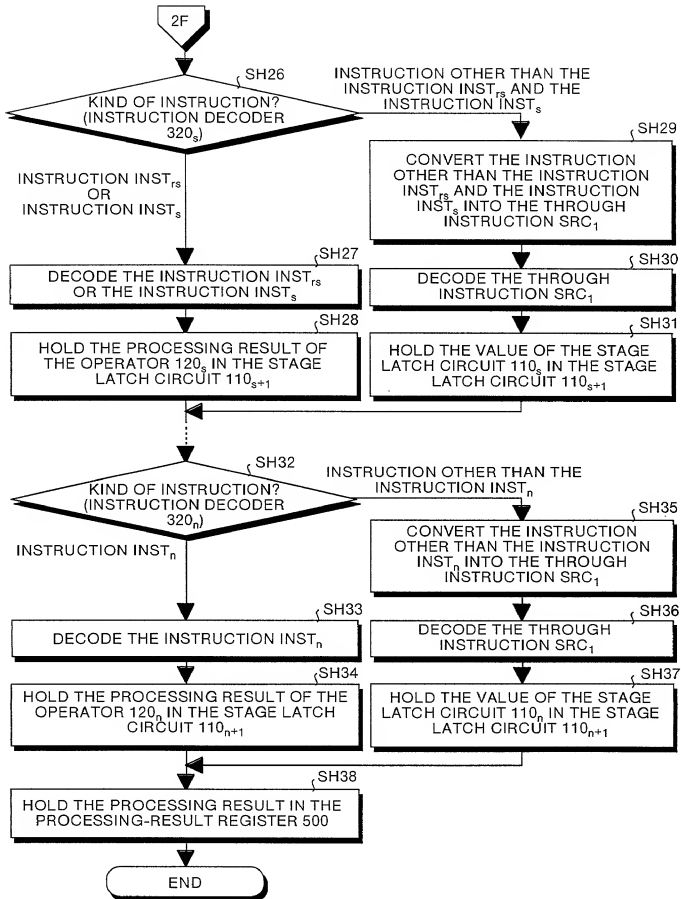 2F
SH26
KIND OF INSTRUCTION?
(INSTRUCTION DECODER
320s)
INSTRUCTION OTHER THAN THE
INSTRUCTION INSTrs AND THE
INSTRUCTION INSTs
INSTRUCTION INSTrs
OR
INSTRUCTION INSTs
SH29
CONVERT THE INSTRUCTION
OTHER THAN THE INSTRUCTION
INSTrs AND THE INSTRUCTION
INSTs INTO THE THROUGH
INSTRUCTION SRC1
SH27
DECODE THE INSTRUCTION INSTrs
OR THE INSTRUCTION INSTs
SH30
DECODE THE THROUGH
INSTRUCTION SRC1
SH28
HOLD THE PROCESSING RESULT OF
THE OPERATOR 120s IN THE STAGE
LATCH CIRCUIT 110s+1
SH31
HOLD THE VALUE OF THE STAGE
LATCH CIRCUIT 110s IN THE STAGE
LATCH CIRCUIT 110s+1
SH32
KIND OF INSTRUCTION?
(INSTRUCTION DECODER
320n)
INSTRUCTION OTHER THAN THE
INSTRUCTION INSTn
INSTRUCTION INSTn
SH35
CONVERT THE INSTRUCTION
OTHER THAN THE INSTRUCTION
INSTn INTO THE THROUGH
INSTRUCTION SRC1
SH33
DECODE THE INSTRUCTION INSTn
SH36
DECODE THE THROUGH
INSTRUCTION SRC1
SH34
HOLD THE PROCESSING RESULT OF THE
OPERATOR 120n IN THE STAGE LATCH
CIRCUIT 110n+1
SH37
HOLD THE VALUE OF THE STAGE
LATCH CIRCUIT 110n IN THE STAGE
LATCH CIRCUIT 110n+1
SH38
HOLD THE PROCESSING RESULT IN THE
PROCESSING-RESULT REGISTER 500
END